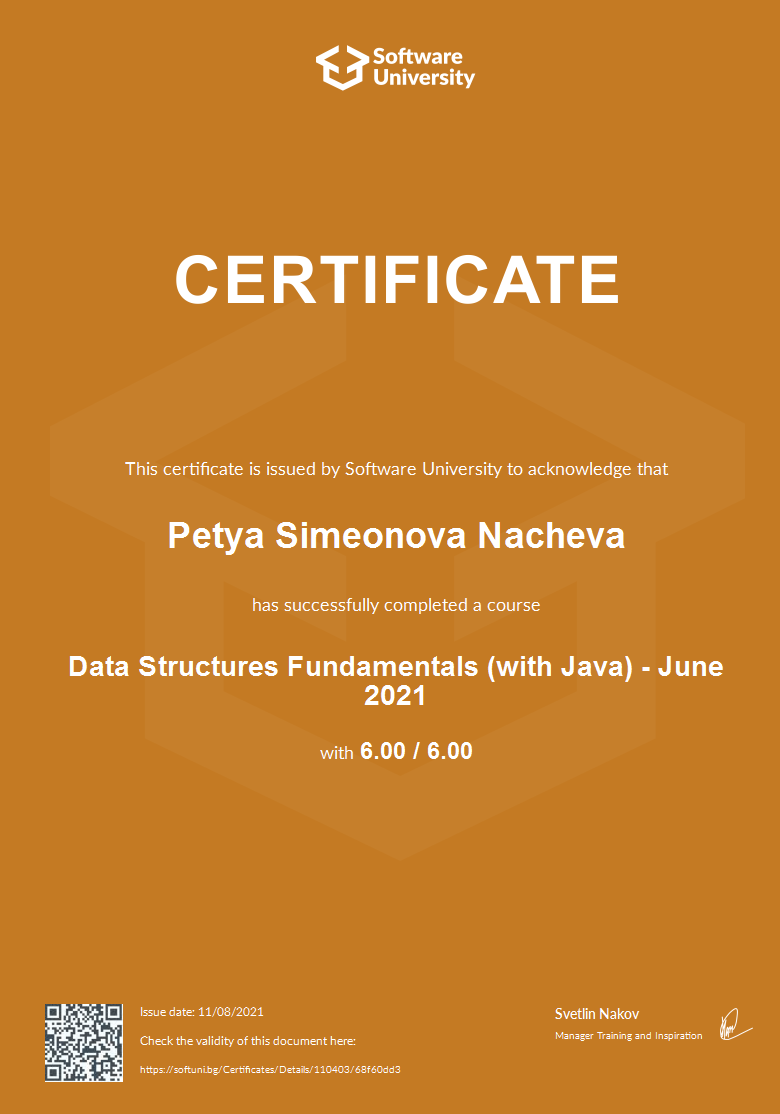 Software
University
CERTIFICATE
This certificate is issued by Software University to acknowledge that
Petya Simeonova Nacheva
has successfully completed a course
Data Structures Fundamentals (with Java) - June
2021
with 6.00 / 6.00
Issue date: 11/08/2021
Check the validity of this document here:
https://softuni.bg/Certificates/Details/110403/68f60dd3
Svetlin Nakov
Manager Training and Inspiration